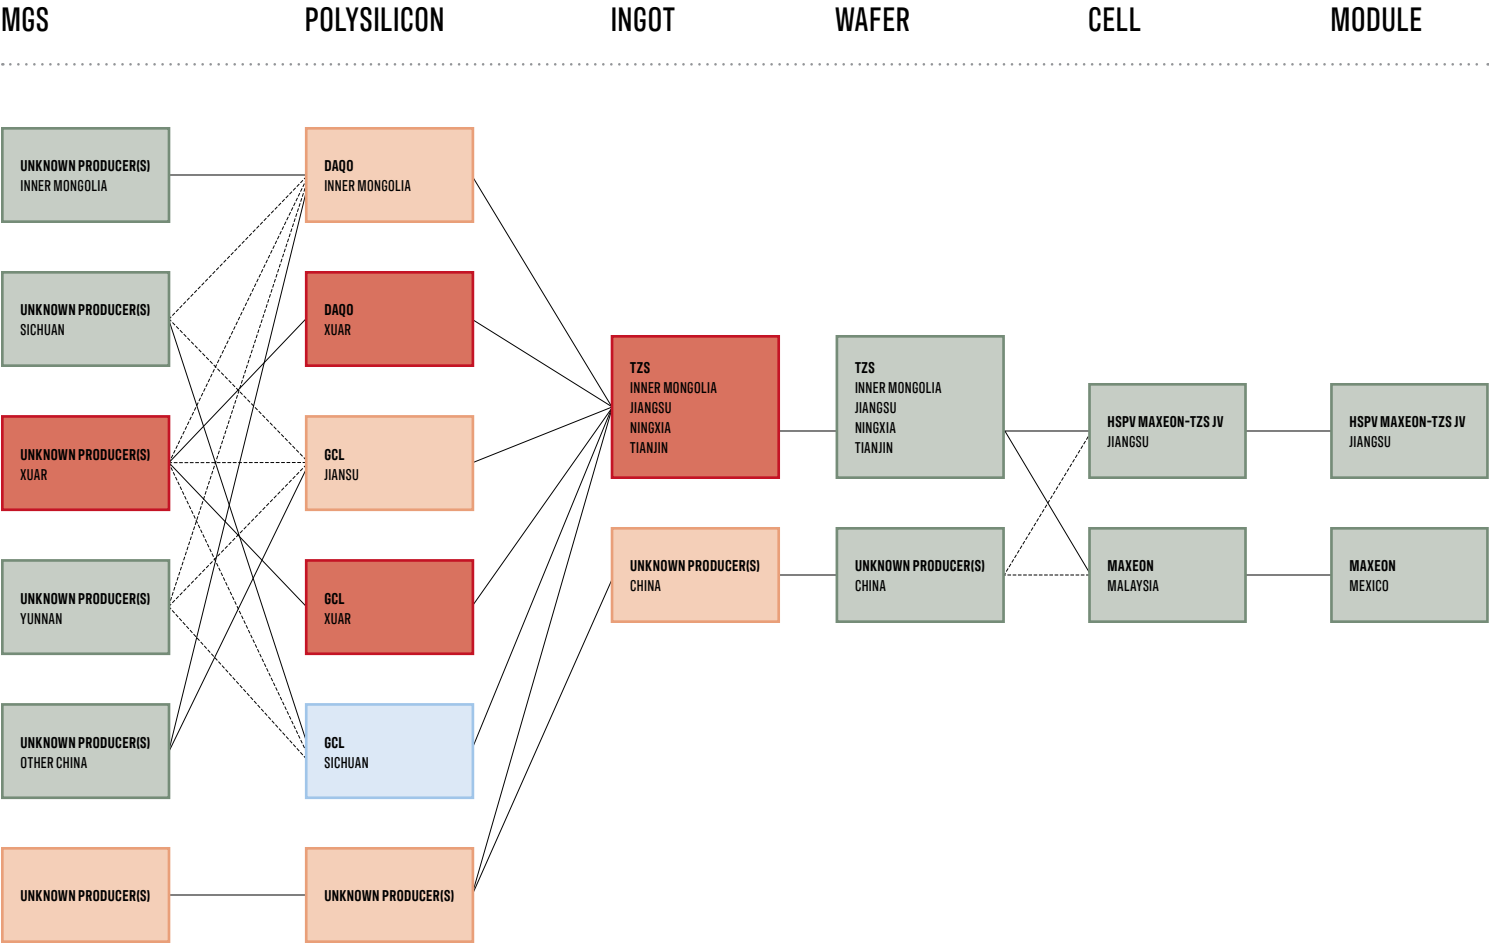 MGS
POLYSILICON
INGOT
WAFER
CELL
MODULE
UNKNOWN PRODUCER(S)
INNER MONGOLIA
UNKNOWN PRODUCER(S)
SICHUAN
UNKNOWN PRODUCER(S)
XUAR
UNKNOWN PRODUCER(S)
YUNNAN
UNKNOWN PRODUCER(S)
OTHER CHINA
UNKNOWN PRODUCER(S)
DAQO
INNER MONGOLIA
DAQO
XUAR
GCL
JIANSU
GCL
XUAR
GCL
SICHUAN
UNKNOWN PRODUCER(S)
TZS
INNER MONGOLIA
JIANGSU
NINGXIA
TIANJIN
UNKNOWN PRODUCER(S)
CHINA
TZS
INNER MONGOLIA
JIANGSU
NINGXIA
TIANJIN
UNKNOWN PRODUCER(S)
CHINA
HSPV MAXEON-TZS JV
JIANGSU
MAXEON
MALAYSIA
HSPV MAXEON-TZS JV
JIANGSU
MAXEON
MEXICO